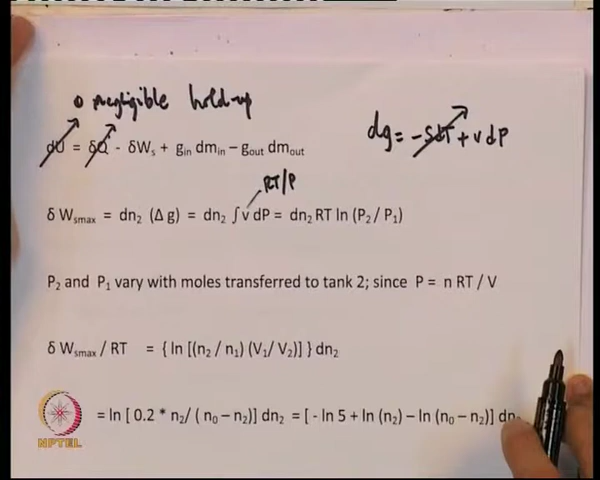 0 negligible hold-up
dU = δQ - δWs + gin dmin – gout dmout
dg = -SdT + vdP
RT/P
δ Wsmax = dn2 (Δ g) = dn2 ∫v dP = dn2 RT ln (P2 / P1)
P2 and P1 vary with moles transferred to tank 2; since P = n RT / V
δ Wsmax / RT = { ln [(n2 / n1) (V1/ V2)] } dn2
= ln [ 0.2 * n2/ ( n0 – n2)] dn2 = [ - ln 5 + ln (n2) – ln (n0 – n2)] dn2
NPTEL